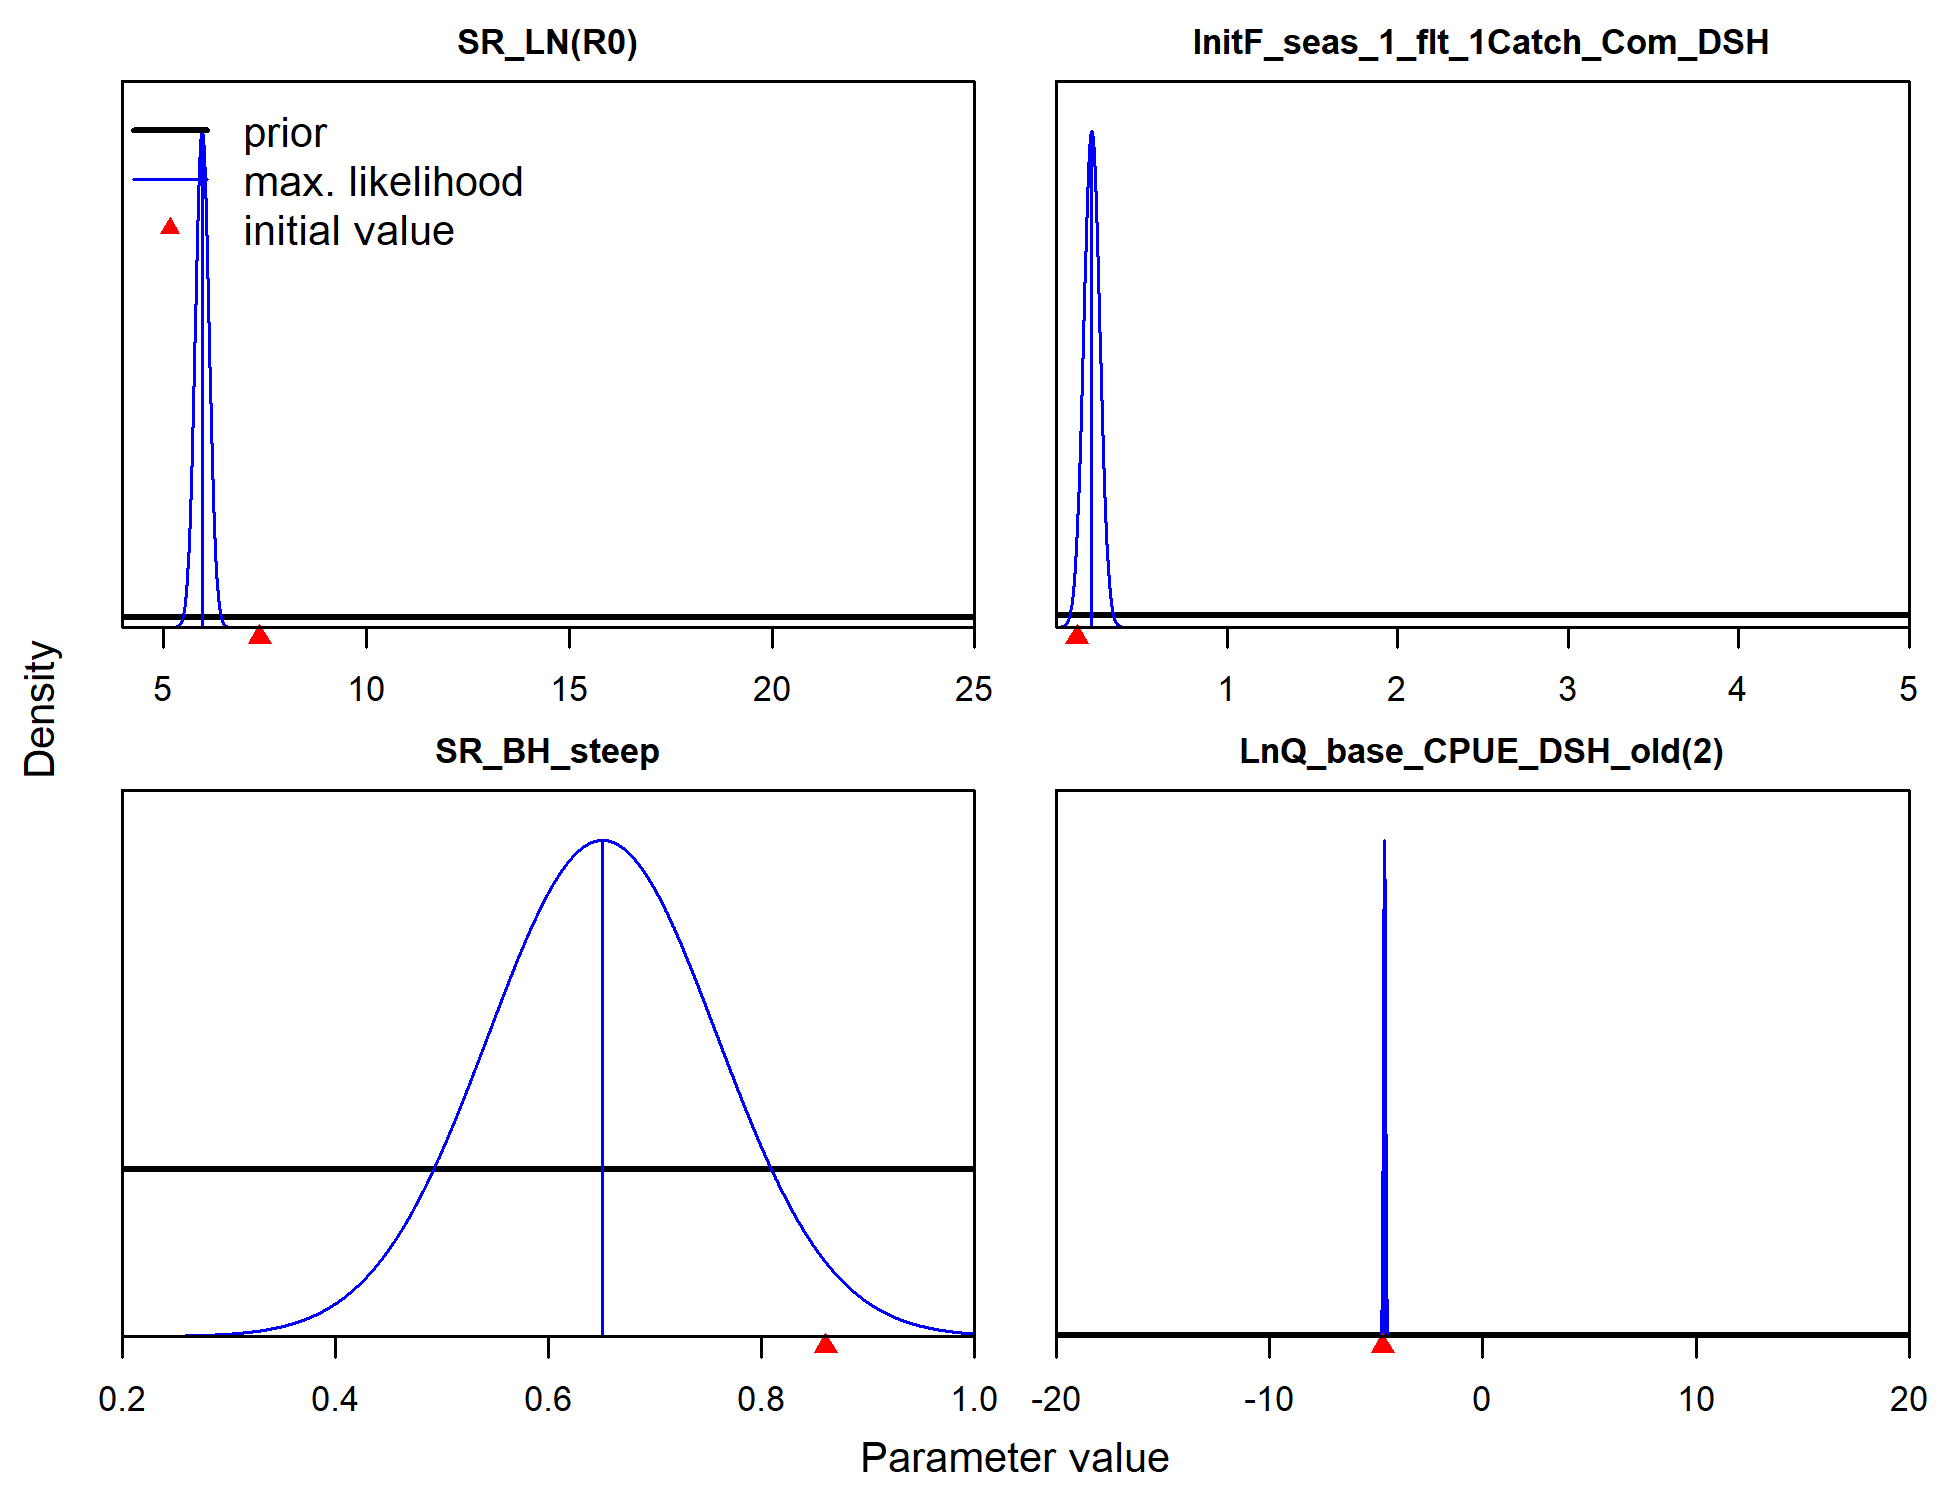 SR_LN(R0)
InitF_seas_1_flt_1Catch_Com_DSH
prior
max. likelihood
initial value
5 10 15 20 25
1 2 3 4 5
Density
SR_BH_steep
LnQ_base_CPUE_DSH_old(2)
0.2 0.4 0.6 0.8 1.0
-20 -10 0 10 20
Parameter value